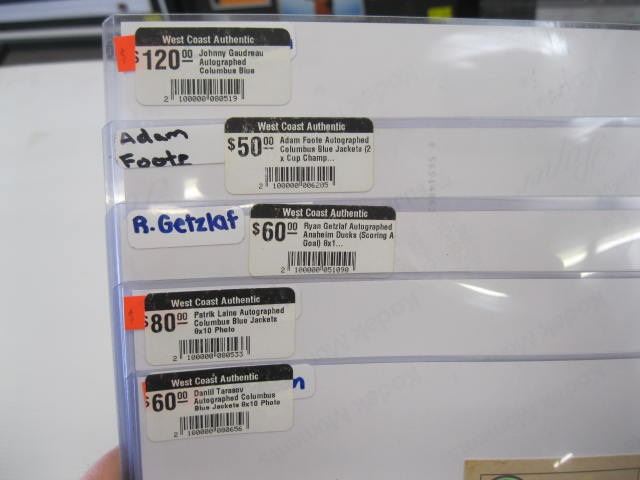 West Coast Authentic
$120.00 Johnny Gaudreau
Autographed
Columbus Blue
2 100000 080519
Adam
Foote
West Coast Authentic
$50.00 Adam Foote Autographed
Columbus Blue Jackets (2
x Cup Champ...
2 100000 006205
R. Getzlaf
West Coast Authentic
$60.00 Ryan Getzlaf Autographed
Anaheim Ducks (Scoring A
Goal) 8x1...
2 100000 051090
West Coast Authentic
$80.00 Patrik Laine Autographed
Columbus Blue Jackets
8x10 Photo
2 100000 080533
West Coast Authentic
$60.00 Daniil Tarasov
Autographed Columbus
Blue Jackets 8x10 Photo
2 100000 080656